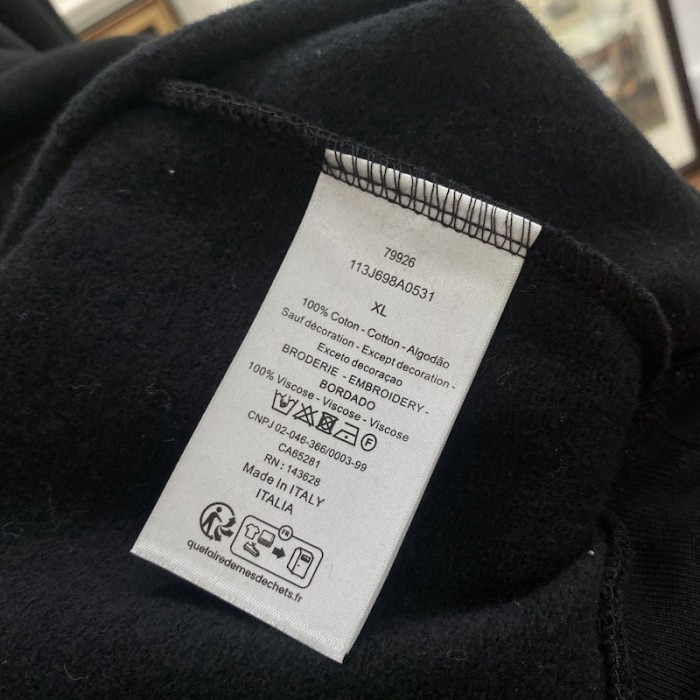 79926
113J698A0531
XL
100% Coton - Cotton - Algodão
Sauf décoration - Except decoration -
Exceto decoraçao
BRODERIE - EMBROIDERY -
BORDADO
100% Viscose - Viscose - Viscose
F
CNPJ 02-046-366/0003-99
CA65281
RN : 143628
Made In ITALY
ITALIA
FR
quefairedemesdechets.fr